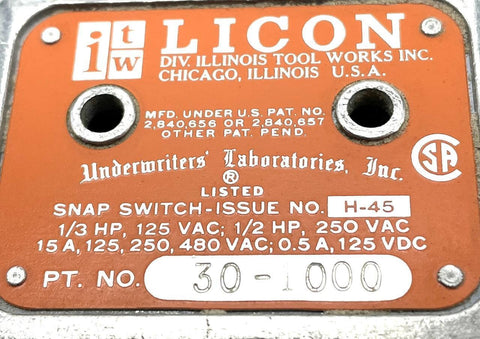 itw LICON
DIV. ILLINOIS TOOL WORKS INC.
CHICAGO, ILLINOIS U.S.A.
MFD. UNDER U.S. PAT. NO.
2,840,656 OR 2,840,657
OTHER PAT. PEND.
Underwriters' Laboratories, Inc.
®
SA
LISTED
SNAP SWITCH-ISSUE NO. H-45
1/3 HP, 125 VAC; 1/2 HP, 250 VAC
15 A, 125, 250, 480 VAC; 0.5 A, 125 VDC
PT. NO. 30-1000